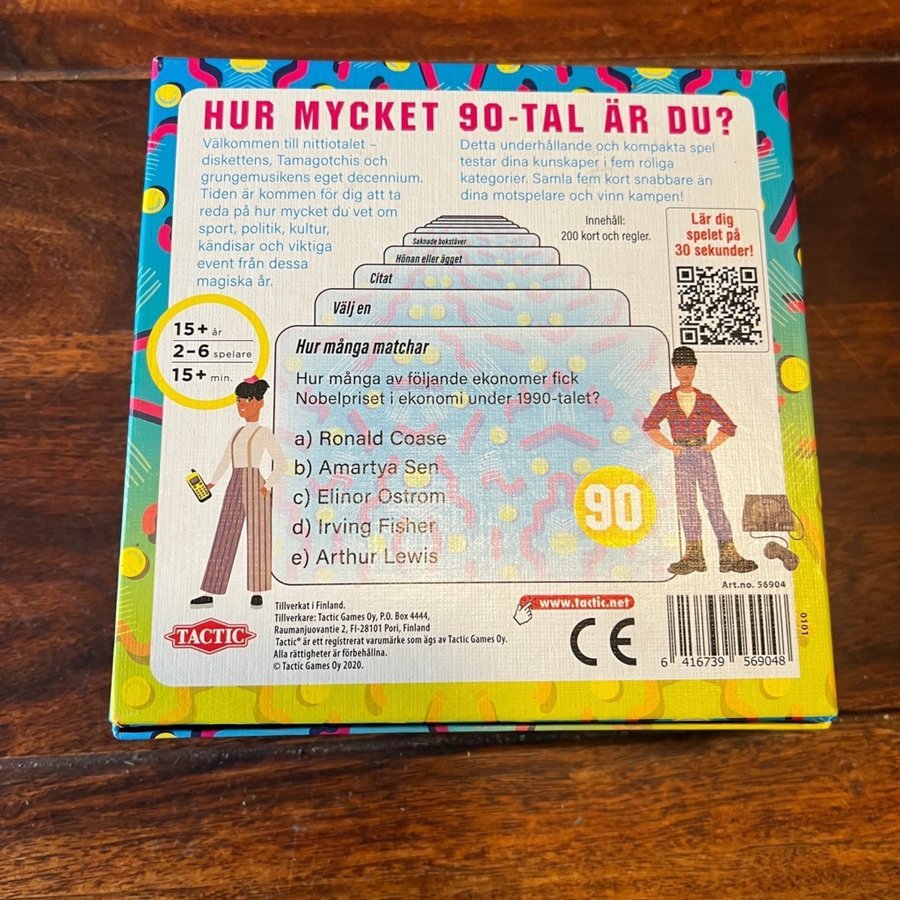 HUR MYCKET 90-TAL ÄR DU?
Välkommen till nittiotalet –
diskettens, Tamagotchis och
grungemusikens eget decennium.
Tiden är kommen för dig att ta
reda på hur mycket du vet om
sport, politik, kultur,
kändisar och viktiga
event från dessa
magiska år.
Detta underhållande och kompakta spel
testar dina kunskaper i fem roliga
kategorier. Samla fem kort snabbare än
dina motspelare och vinn kampen!
Innehåll:
200 kort och regler.
Lär dig
spelet på
30 sekunder!
15+ år
2–6 spelare
15+ min.
Saknade bokstäver
Hönan eller ägget
Citat
Välj en
Hur många matchar
Hur många av följande ekonomer fick
Nobelpriset i ekonomi under 1990-talet?
a) Ronald Coase
b) Amartya Sen
c) Elinor Ostrom
d) Irving Fisher
e) Arthur Lewis
90
TACTIC
Tillverkat i Finland.
Tillverkare: Tactic Games Oy, P.O. Box 4444,
Raumanjuovantie 2, FI-28101 Pori, Finland
Tactic® är ett registrerat varumärke som ägs av Tactic Games Oy.
Alla rättigheter är förbehållna.
© Tactic Games Oy 2020.
www.tactic.net
CE
Art.no. 56904
6 416739 569048
0101